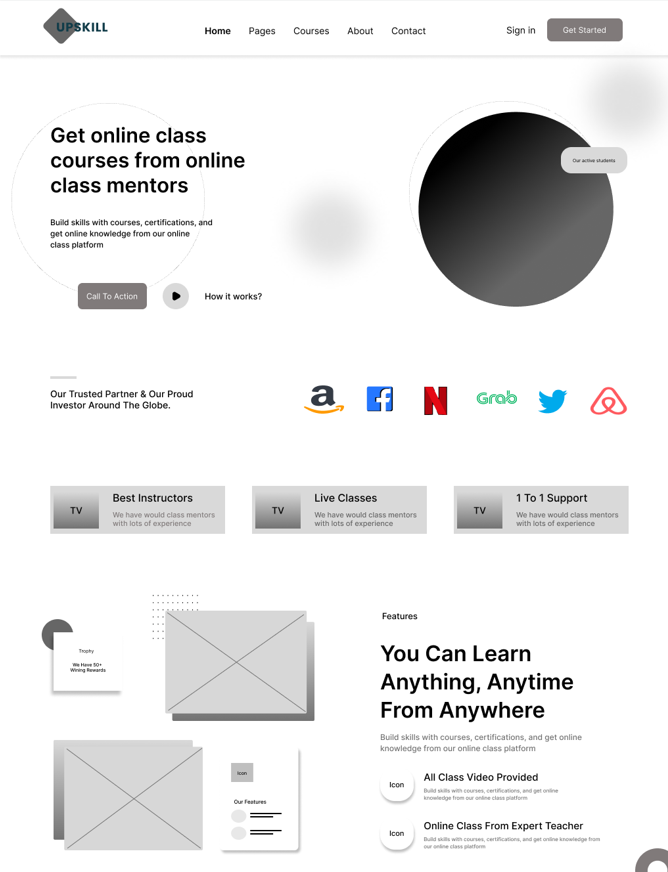 UPSKILL
Home
Pages
Courses
About
Contact
Sign in
Get Started
Get online class
courses from online
class mentors
Our active students
Build skills with courses, certifications, and
get online knowledge from our online
class platform
Call To Action
How it works?
Our Trusted Partner & Our Proud
Investor Around The Globe.
a
f
N
Grab
TV
Best Instructors
We have would class mentors
with lots of experience
TV
Live Classes
We have would class mentors
with lots of experience
TV
1 To 1 Support
We have would class mentors
with lots of experience
Trophy
We Have 50+
Wining Rewards
Icon
Our Features
Features
You Can Learn
Anything, Anytime
From Anywhere
Build skills with courses, certifications, and get online
knowledge from our online class platform
Icon
All Class Video Provided
Build skills with courses, certifications, and get online
knowledge from our online class platform
Icon
Online Class From Expert Teacher
Build skills with courses, certifications, and get online knowledge from
our online class platform